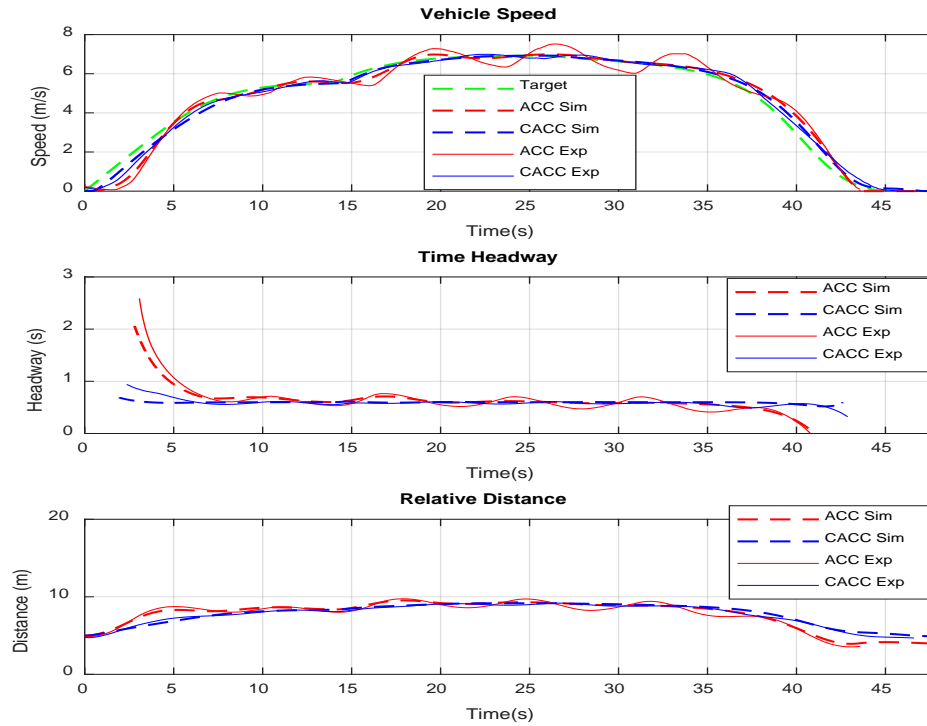 Vehicle Speed
8
6
4
2
0
Speed (m/s)
Target
ACC Sim
CACC Sim
ACC Exp
CACC Exp
0 5 10 15 20 25 30 35 40 45
Time(s)
Time Headway
3
2
1
0
Headway (s)
ACC Sim
CACC Sim
ACC Exp
CACC Exp
0 5 10 15 20 25 30 35 40 45
Time(s)
Relative Distance
20
10
0
Distance (m)
ACC Sim
CACC Sim
ACC Exp
CACC Exp
0 5 10 15 20 25 30 35 40 45
Time(s)